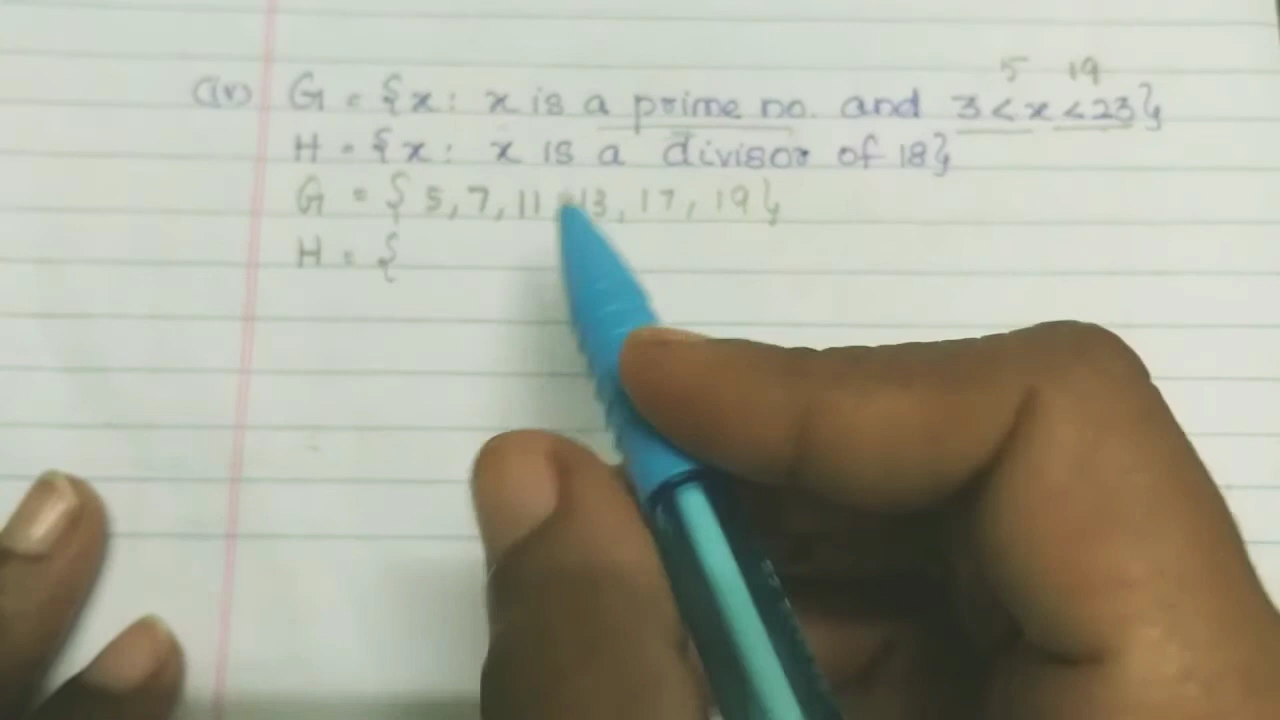 5 19
(iv) G = {x : x is a prime no. and 3 < x < 23}
H = {x : x is a divisor of 18}
G = { 5, 7, 11, 13, 17, 19}
H = {